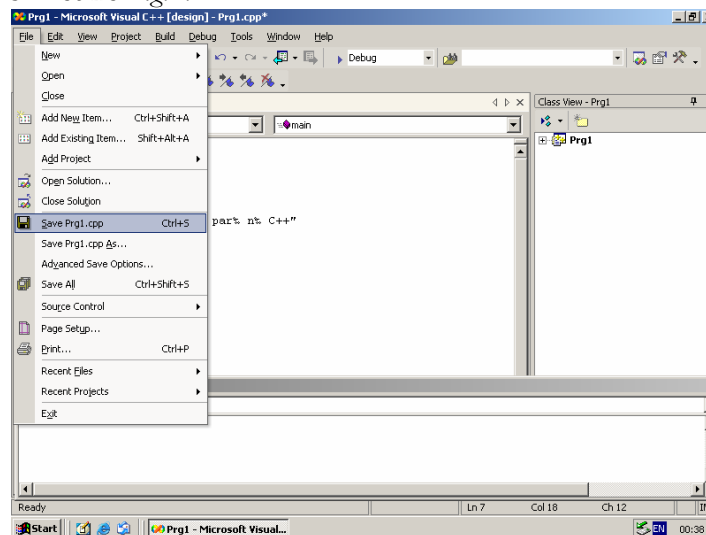 Prg1 - Microsoft Visual C++ [design] - Prg1.cpp*
File Edit View Project Build Debug Tools Window Help
New
Debug
Open
Close
Class View - Prg1
Add New Item... Ctrl+Shift+A
main
Add Existing Item... Shift+Alt+A
Prg1
Add Project
Open Solution...
Close Solution
Save Prg1.cpp Ctrl+S
par% n% C++"
Save Prg1.cpp As...
Advanced Save Options...
Save All Ctrl+Shift+S
Source Control
Page Setup...
Print... Ctrl+P
Recent Files
Recent Projects
Exit
Ready Ln 7 Col 18 Ch 12
Start Prg1 - Microsoft Visual... EN 00:38